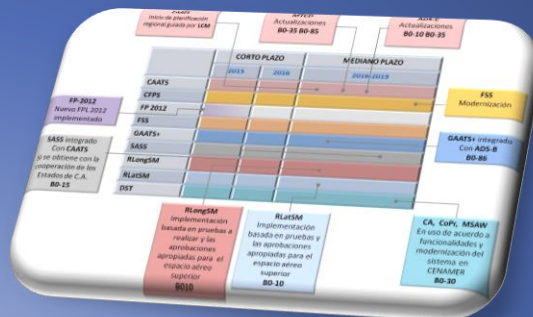 Inicio de planificación
regional guiada por LCM
Actualizaciones
B0-35 B0-85
Actualizaciones
B0-10 B0-35
CORTO PLAZO
MEDIANO PLAZO
2015
2016
2016-2019
CAATS
CFPS
FP 2012
FSS
GAATS+
SASS
RLongSM
RLatSM
DST
FP-2012
Nuevo FPL 2012
implementado
SASS integrado
Con CAATS
y se obtiene con la
cooperación de los
Estados de C.A.
B0-15
FSS
Modernización
GAATS+ integrado
Con ADS-B
B0-86
RLongSM
Implementación
basada en pruebas a
realizar y las
aprobaciones
apropiadas para el
espacio aéreo
superior
B010
RLatSM
Implementación
basada en pruebas y
las aprobaciones
apropiadas para el
espacio aéreo
superior
B0-10
CA, CoPr, MSAW
En uso de acuerdo a
funcionalidades y
modernización del
sistema en
CENAMER
B0-30